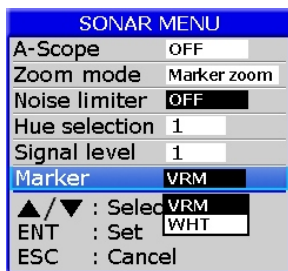 SONAR MENU
A-Scope OFF
Zoom mode Marker zoom
Noise limiter OFF
Hue selection 1
Signal level 1
Marker VRM
▲/▼ : Selec VRM
ENT : Set WHT
ESC : Cancel